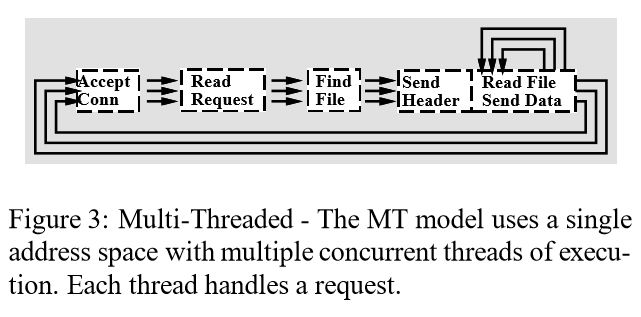 Accept Read Find Send Read File
Conn Request File Header Send Data
Figure 3: Multi-Threaded - The MT model uses a single
address space with multiple concurrent threads of execu-
tion. Each thread handles a request.